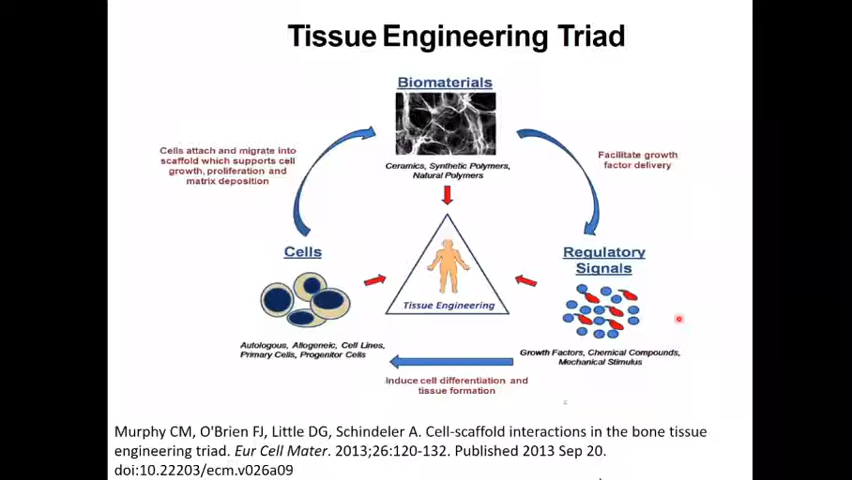 Tissue Engineering Triad
Biomaterials
Cells attach and migrate into
scaffold which supports cell
growth, proliferation and
matrix deposition
Facilitate growth
factor delivery
Ceramics, Synthetic Polymers,
Natural Polymers
Cells
Regulatory
Signals
Tissue Engineering
Autologous, Allogeneic, Cell Lines,
Primary Cells, Progenitor Cells
Growth Factors, Chemical Compounds,
Mechanical Stimulus
Induce cell differentiation and
tissue formation
Murphy CM, O'Brien FJ, Little DG, Schindeler A. Cell-scaffold interactions in the bone tissue
engineering triad. Eur Cell Mater. 2013;26:120-132. Published 2013 Sep 20.
doi:10.22203/ecm.v026a09